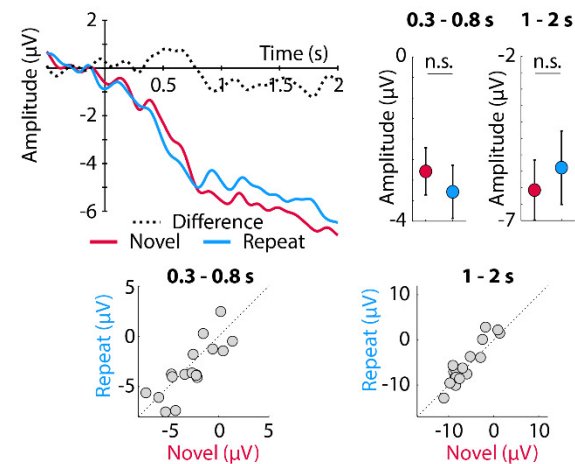 2
0
-2
-4
-6
Amplitude (µV)
Time (s)
0.5
1
1.5
2
Difference
Novel
Repeat
0.3 - 0.8 s
0
-4
Amplitude (µV)
n.s.
1 - 2 s
-2
-7
Amplitude (µV)
n.s.
0.3 - 0.8 s
5
0
-5
Repeat (µV)
-5
0
5
Novel (µV)
1 - 2 s
10
0
-10
Repeat (µV)
-10
0
10
Novel (µV)